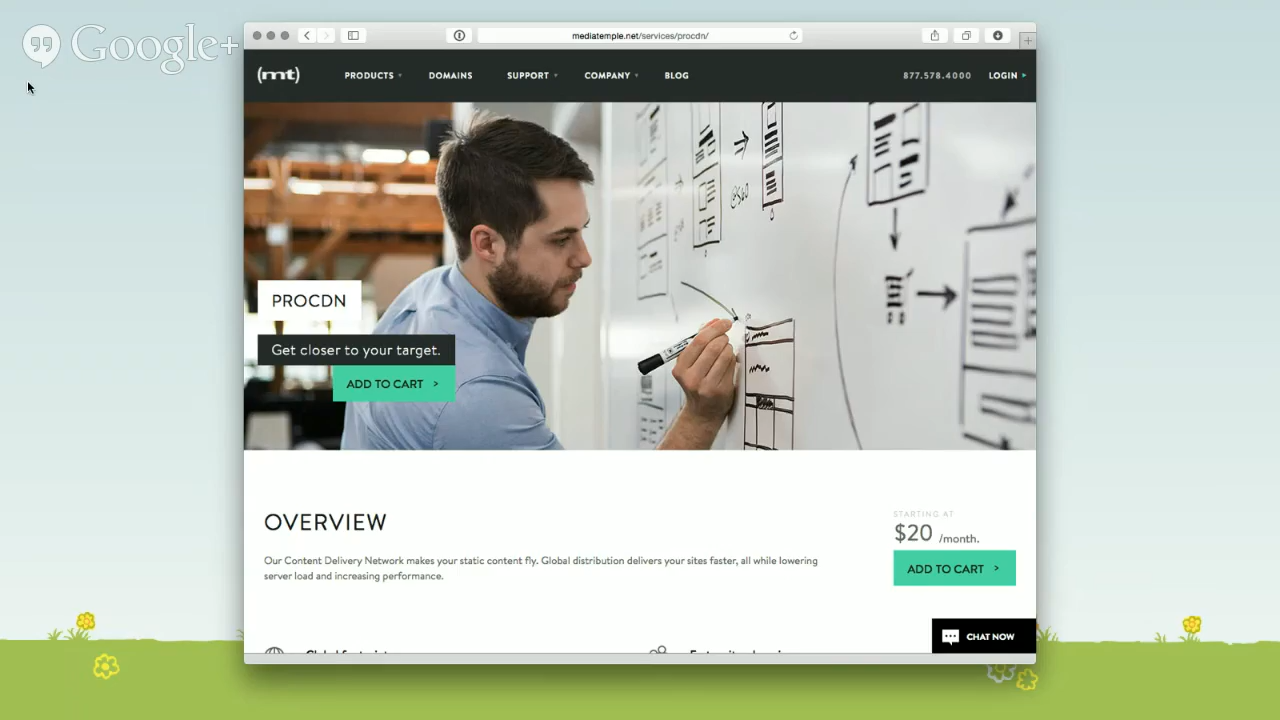 Google+
mediatemple.net/services/procdn/
(mt)
PRODUCTS
DOMAINS
SUPPORT
COMPANY
BLOG
877.578.4000
LOGIN
PROCDN
Get closer to your target.
ADD TO CART >
OVERVIEW
Our Content Delivery Network makes your static content fly. Global distribution delivers your sites faster, all while lowering
server load and increasing performance.
STARTING AT
$20 /month.
ADD TO CART >
CHAT NOW